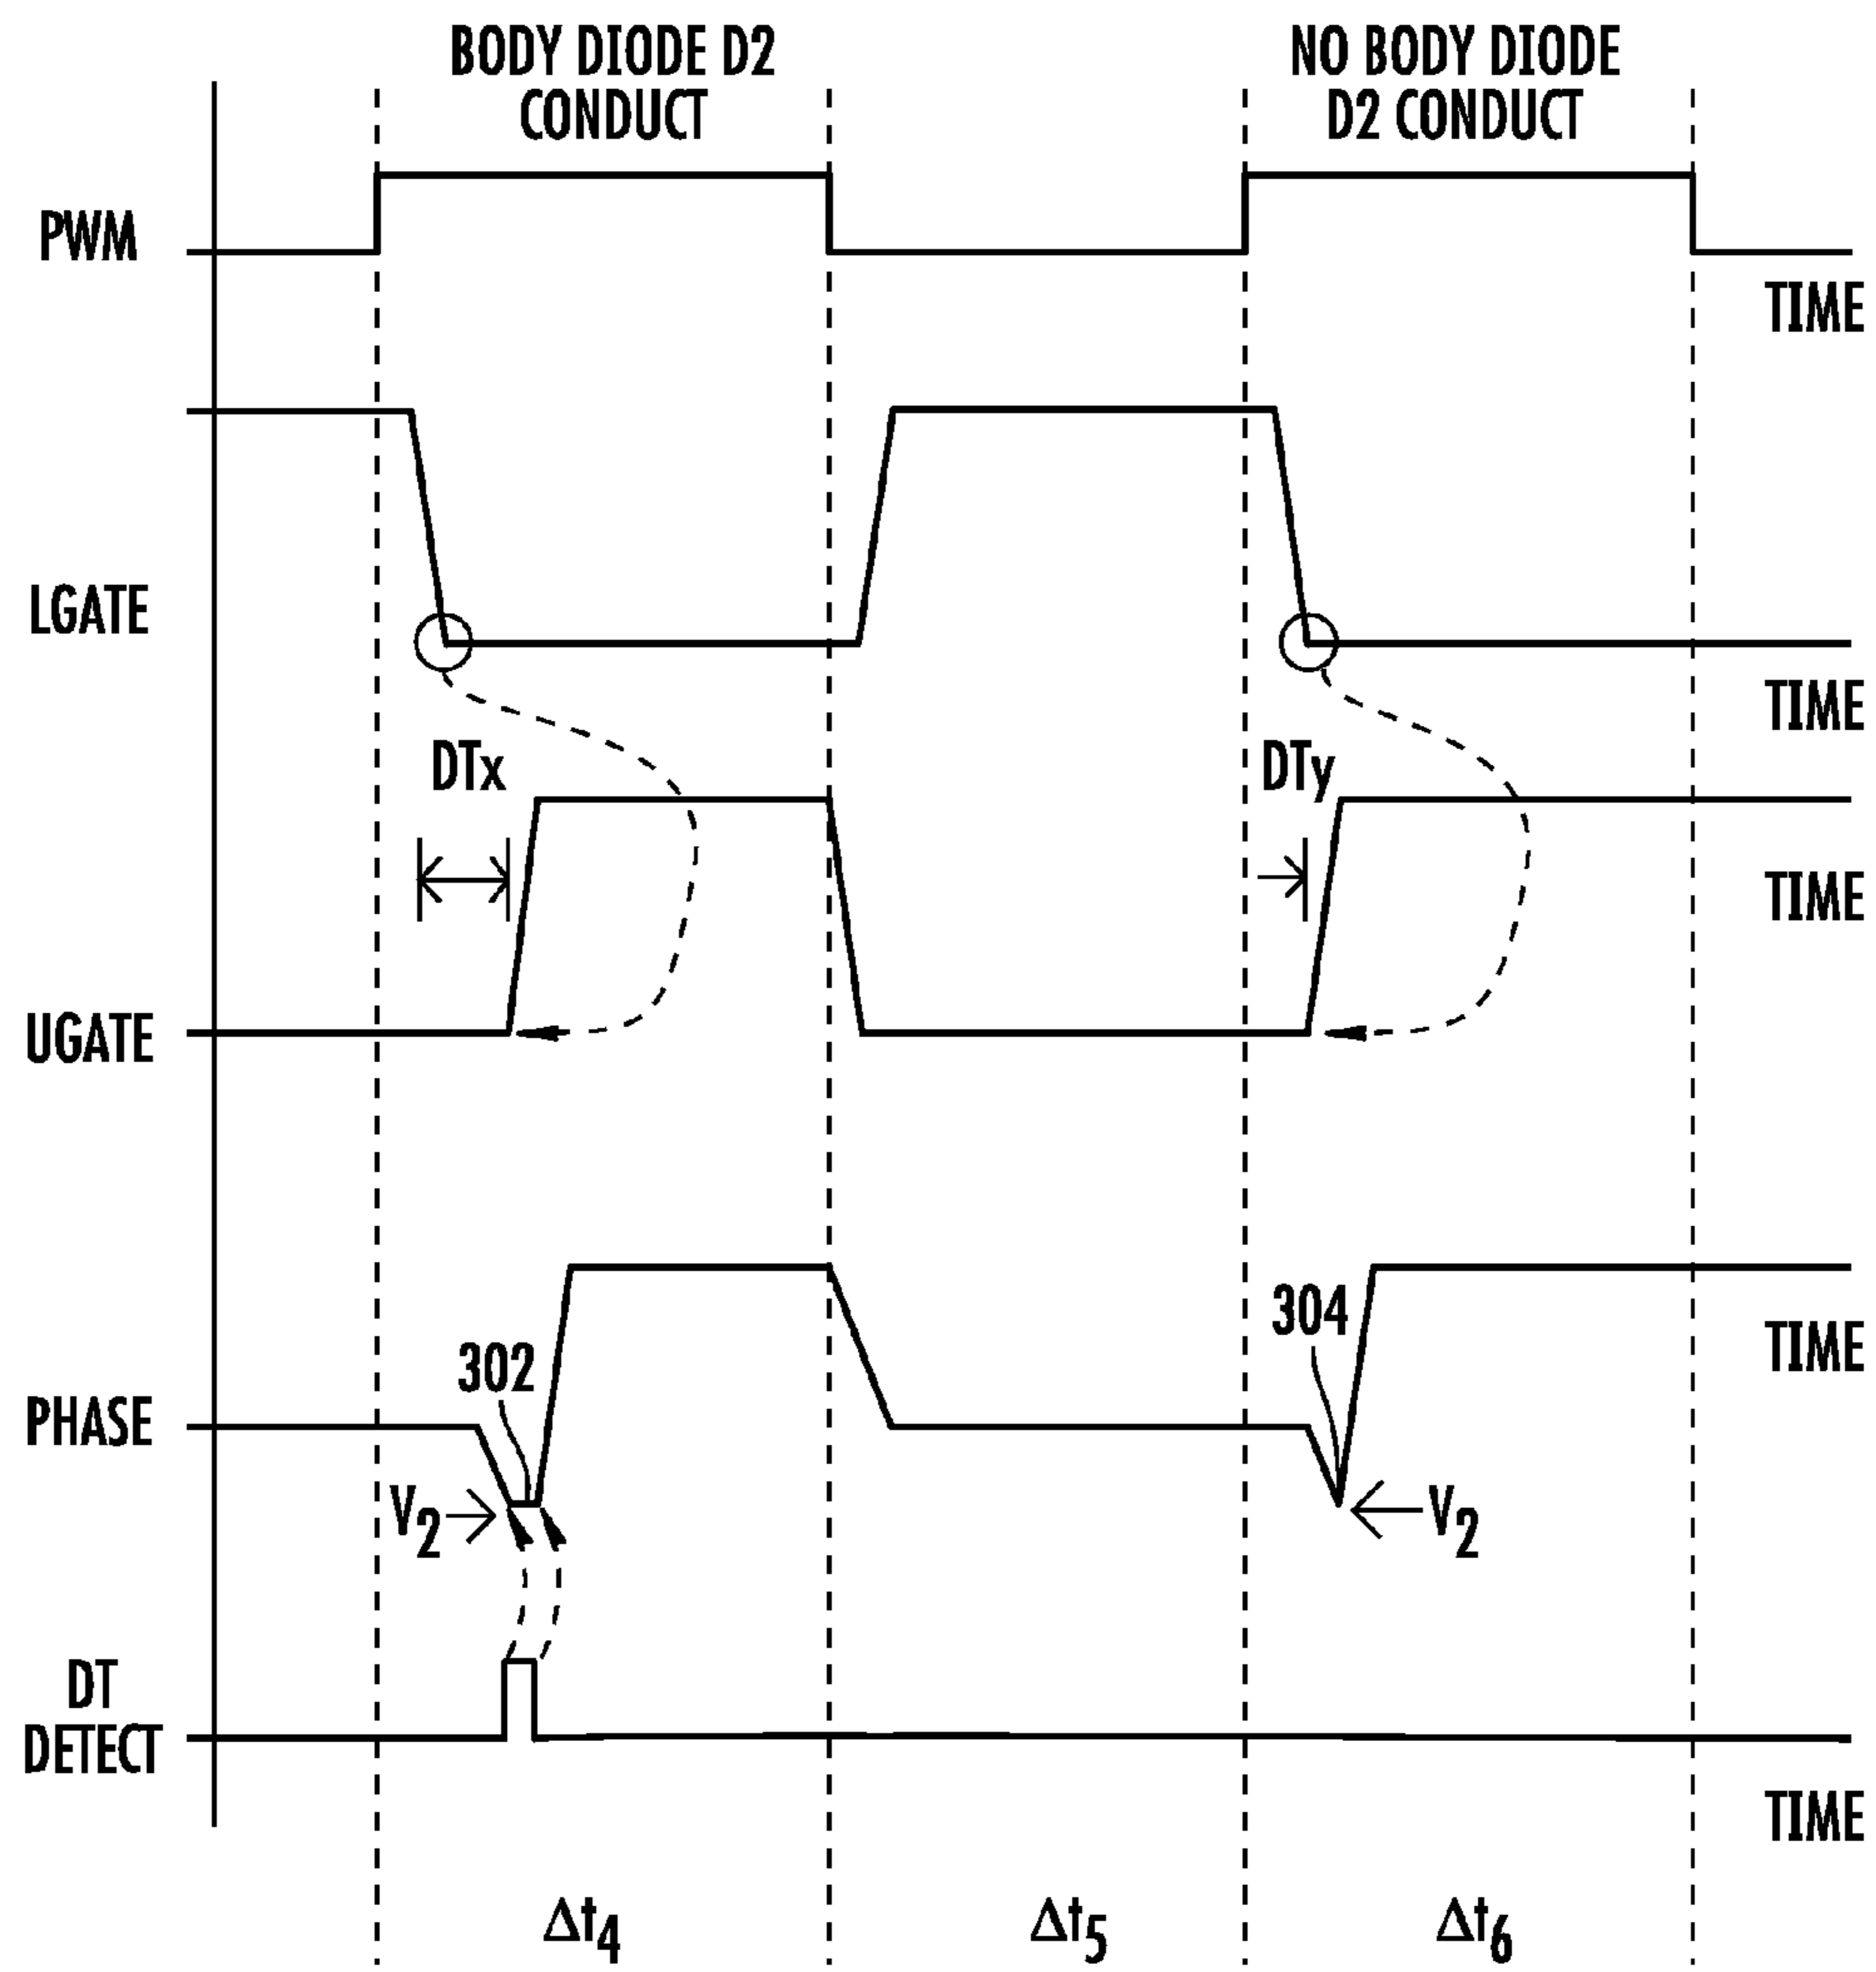 BODY DIODE D2
CONDUCT
NO BODY DIODE
D2 CONDUCT
PWM
TIME
LGATE
TIME
DTx
DTy
TIME
UGATE
304
TIME
302
PHASE
V2
V2
DT
DETECT
TIME
Δt4
Δt5
Δt6